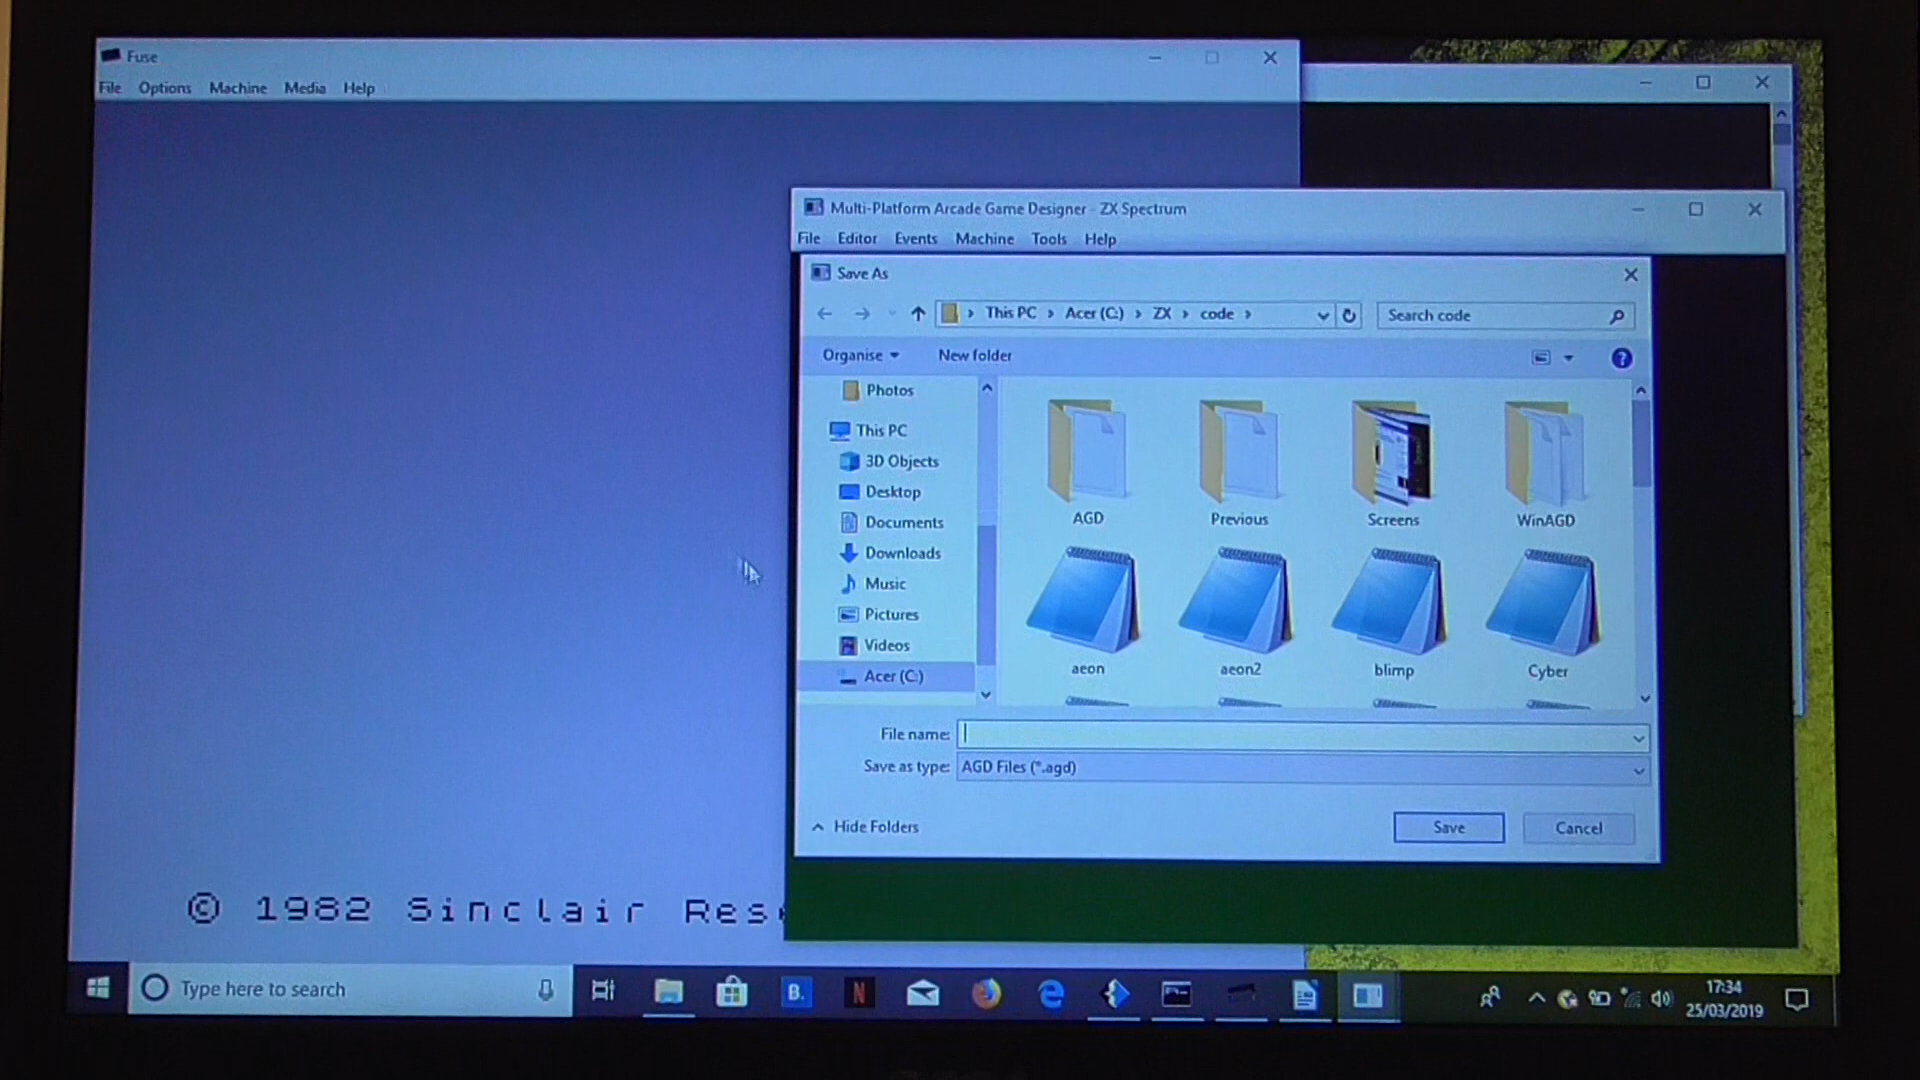 Fuse
File Options Machine Media Help
Multi-Platform Arcade Game Designer - ZX Spectrum
File Editor Events Machine Tools Help
Save As
This PC › Acer (C:) › ZX › code ›
Search code
Organise
New folder
Photos
This PC
3D Objects
Desktop
Documents
Downloads
Music
Pictures
Videos
Acer (C:)
AGD Previous Screens WinAGD
aeon aeon2 blimp Cyber
File name:
Save as type: AGD Files (*.agd)
Hide Folders
Save Cancel
© 1982 Sinclair Res
Type here to search
B.
N
17:34
25/03/2019